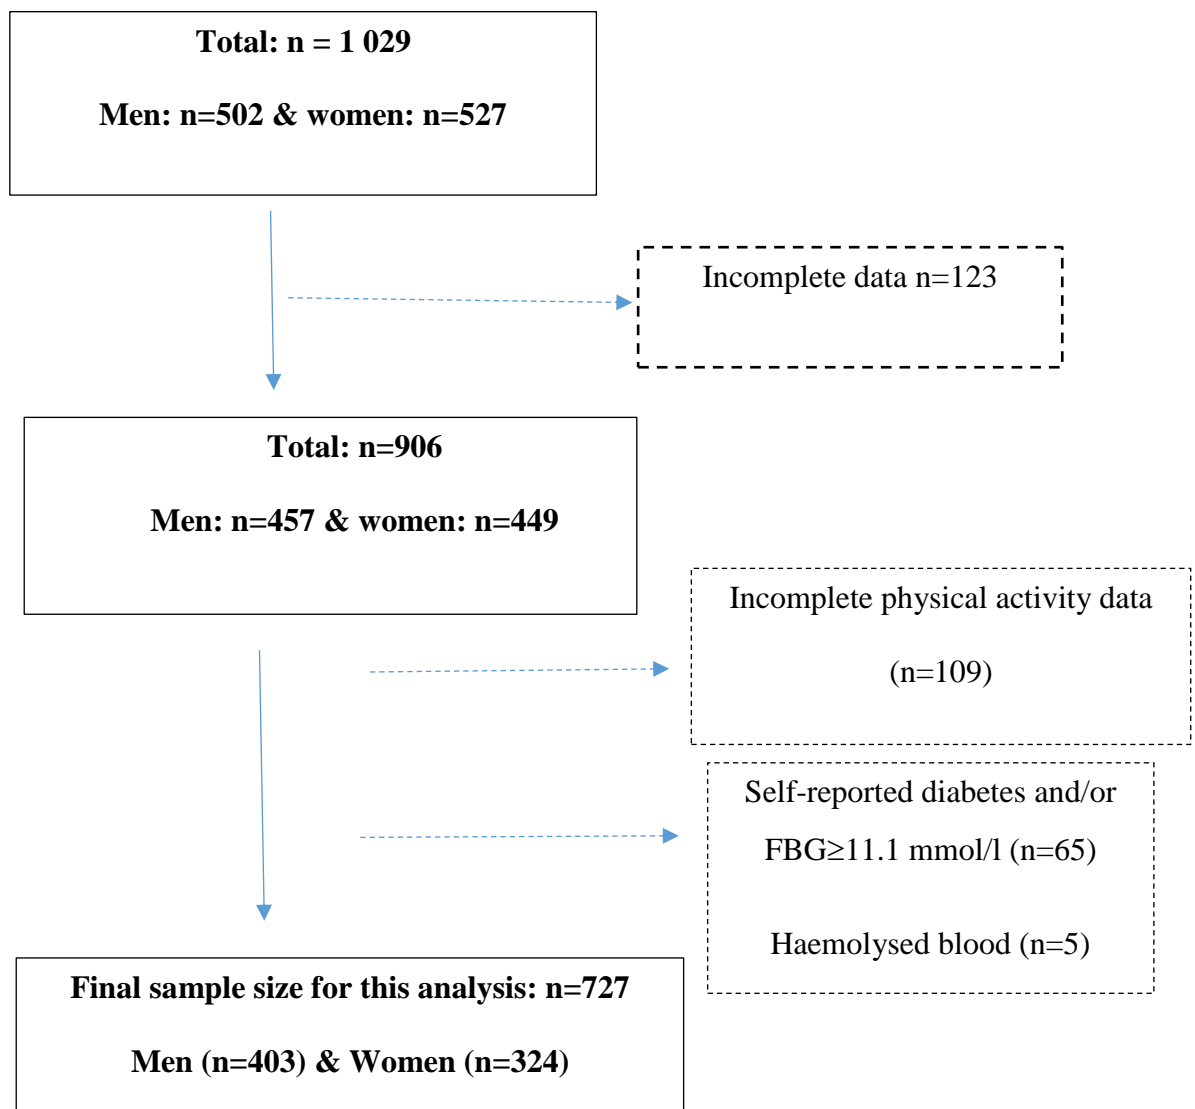 Total: n = 1 029
Men: n=502 & women: n=527
Incomplete data n=123
Total: n=906
Men: n=457 & women: n=449
Incomplete physical activity data
(n=109)
Self-reported diabetes and/or
FBG≥11.1 mmol/l (n=65)
Haemolysed blood (n=5)
Final sample size for this analysis: n=727
Men (n=403) & Women (n=324)